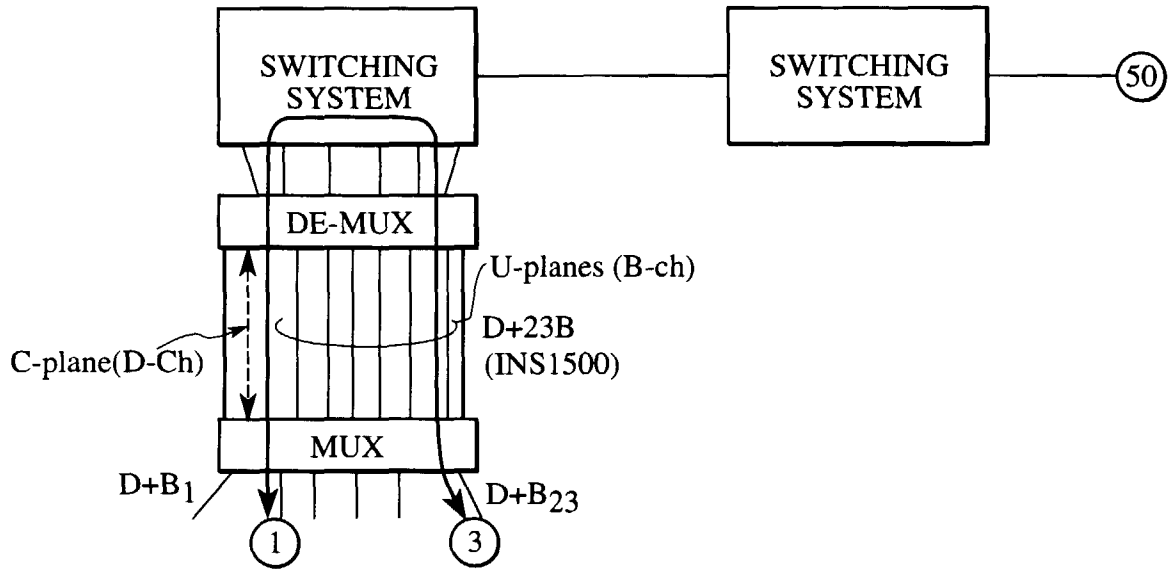 SWITCHING
SYSTEM
SWITCHING
SYSTEM
50
DE-MUX
U-planes (B-ch)
D+23B
(INS1500)
C-plane(D-Ch)
MUX
D+B1
D+B23
1
3